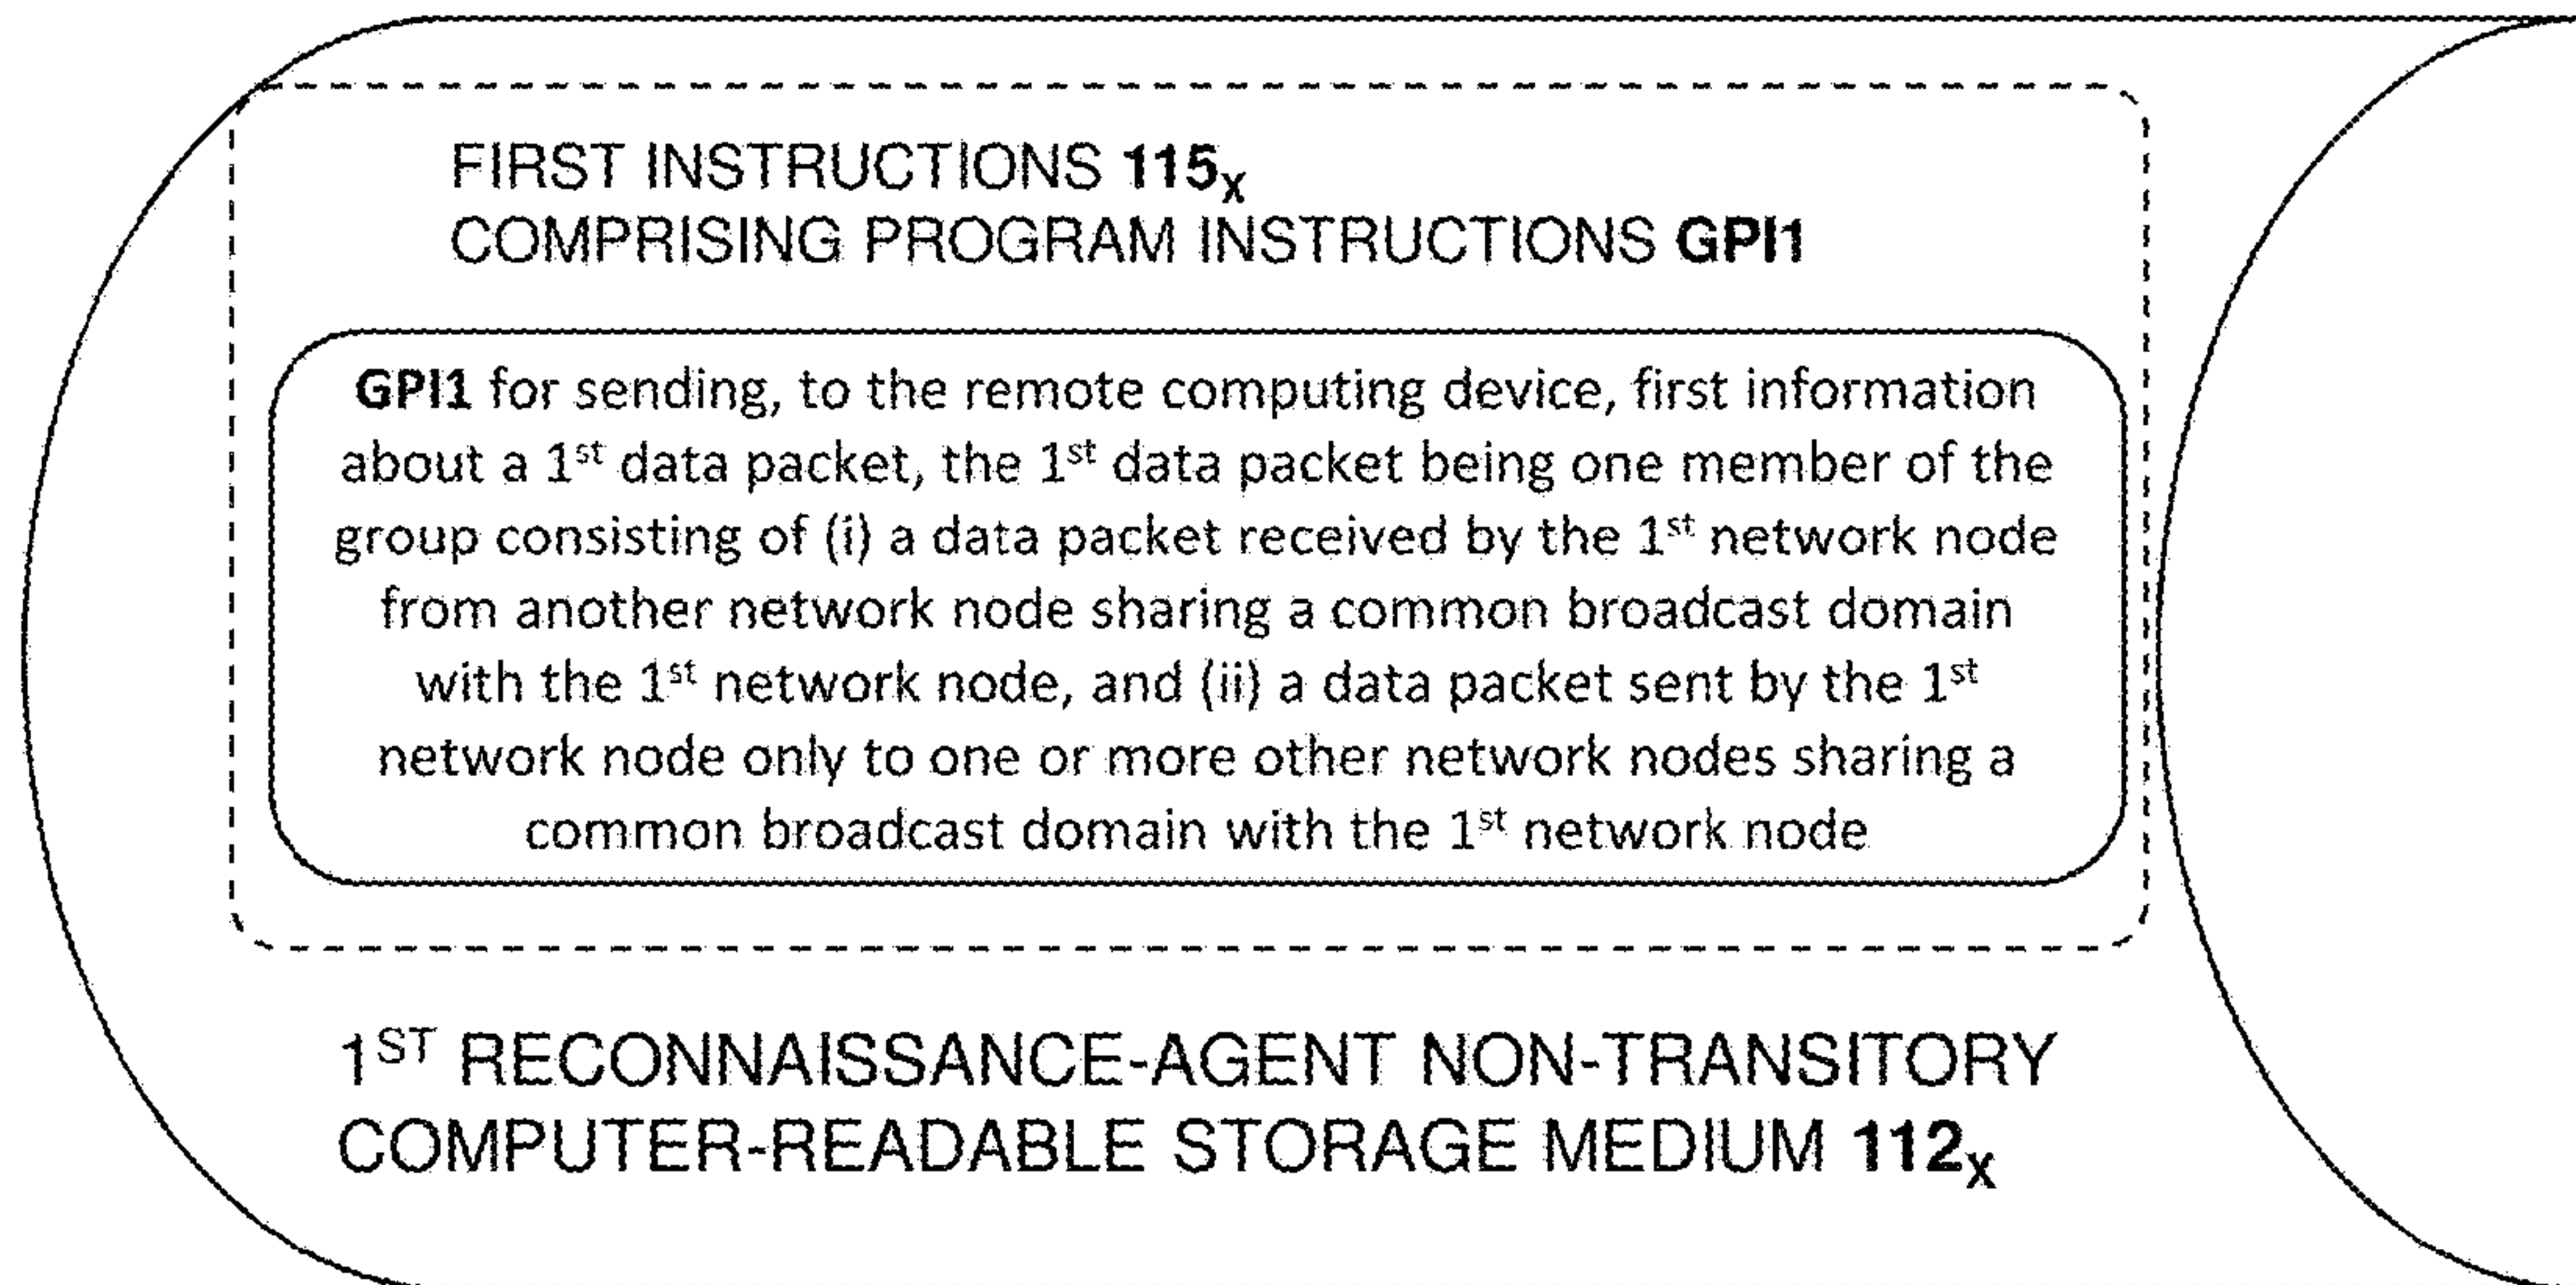 FIRST INSTRUCTIONS 115X
COMPRISING PROGRAM INSTRUCTIONS GPI1
GPI1 for sending, to the remote computing device, first information
about a 1st data packet, the 1st data packet being one member of the
group consisting of (i) a data packet received by the 1st network node
from another network node sharing a common broadcast domain
with the 1st network node, and (ii) a data packet sent by the 1st
network node only to one or more other network nodes sharing a
common broadcast domain with the 1st network node
1ST RECONNAISSANCE-AGENT NON-TRANSITORY
COMPUTER-READABLE STORAGE MEDIUM 112X